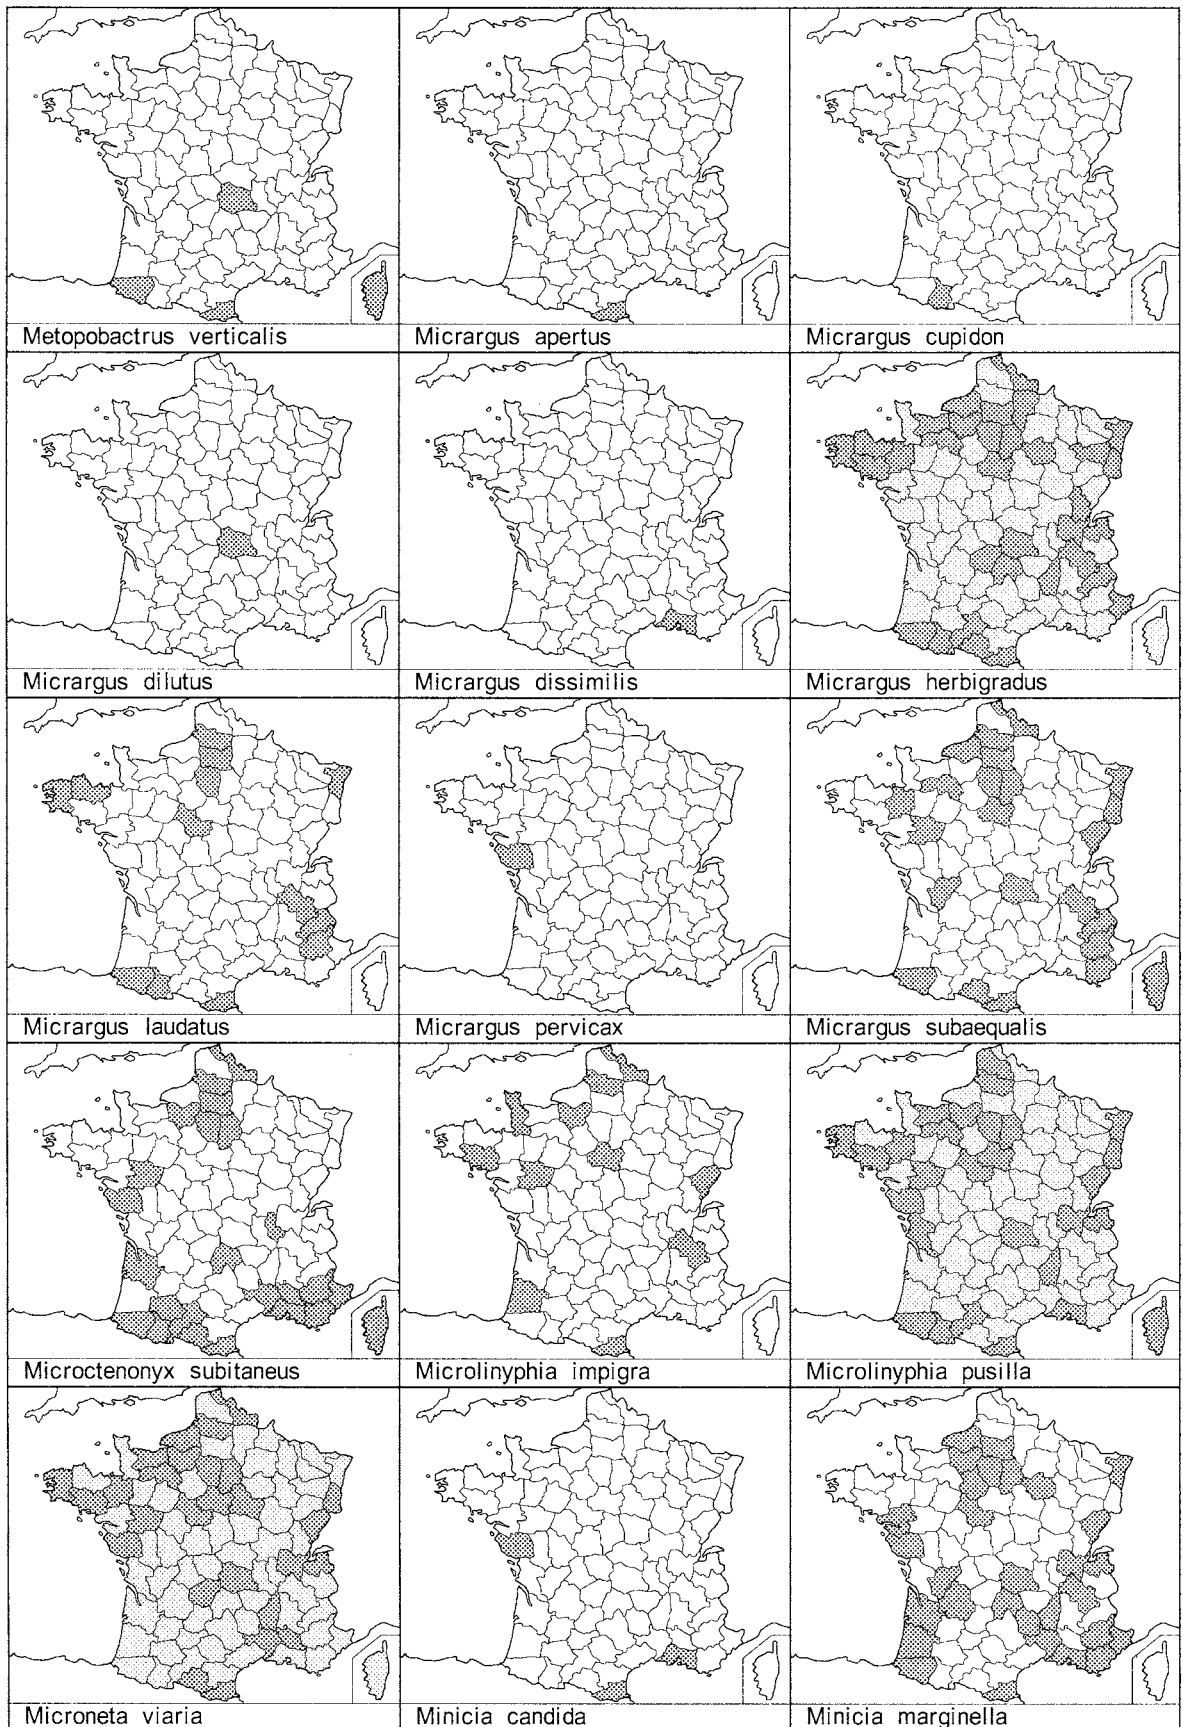 Metopobactrus verticalis
Micrargus apertus
Micrargus cupidon
Micrargus dilutus
Micrargus dissimilis
Micrargus herbigradus
Micrargus laudatus
Micrargus pervicax
Micrargus subaequalis
Microctenonyx subitaneus
Microlinyphia impigra
Microlinyphia pusilla
Microneta viaria
Minicia candida
Minicia marginella